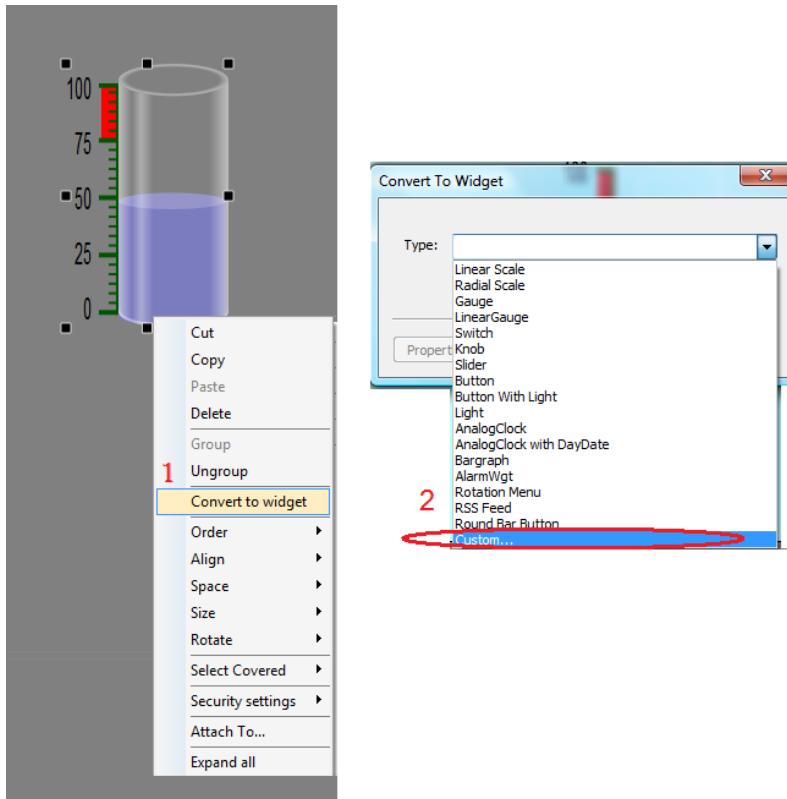 100
75
50
25
0
1
Cut
Copy
Paste
Delete
Group
Ungroup
Convert to widget
Order
Align
Space
Size
Rotate
Select Covered
Security settings
Attach To...
Expand all
Convert To Widget
Type:
Linear Scale
Radial Scale
Gauge
LinearGauge
Switch
Knob
Slider
Button
Button With Light
Light
AnalogClock
AnalogClock with DayDate
Bargraph
AlarmWgt
Rotation Menu
RSS Feed
Round Bar Button
Custom...
Propert
2